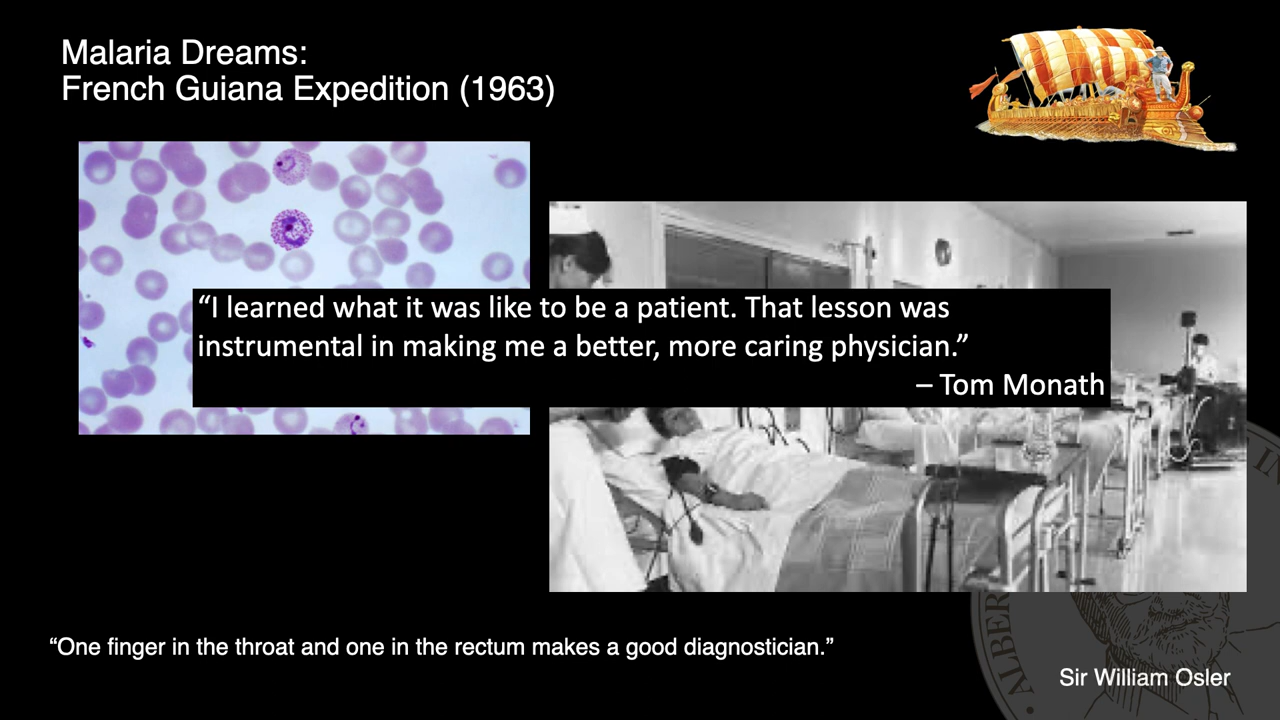 Malaria Dreams:
French Guiana Expedition (1963)
“I learned what it was like to be a patient. That lesson was
instrumental in making me a better, more caring physician.”
– Tom Monath
“One finger in the throat and one in the rectum makes a good diagnostician.”
Sir William Osler
ALBER
IN